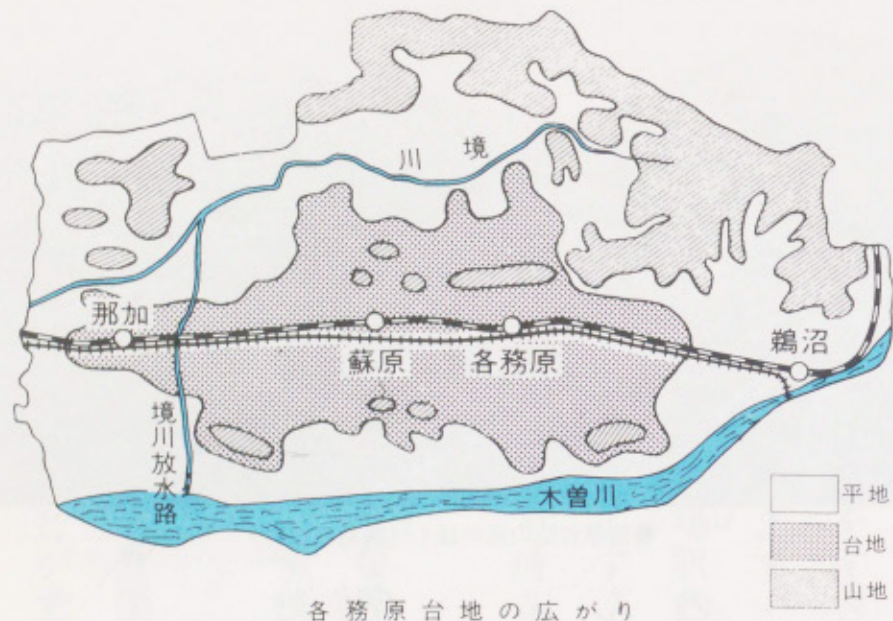 川境
那加
蘇原
各務原
鵜沼
境川放水路
木曽川
平地
台地
山地
各務原台地の広がり